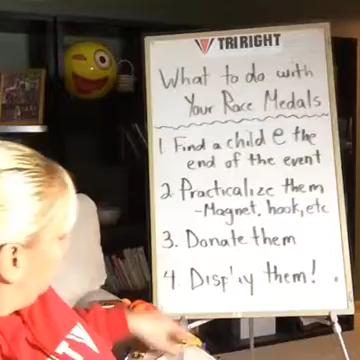 TRIRIGHT
What to do with
Your Race Medals
1 Find a child @ the
end of the event
2 Practicalize them
- Magnet, hook, etc
3. Donate them
4. Display them!